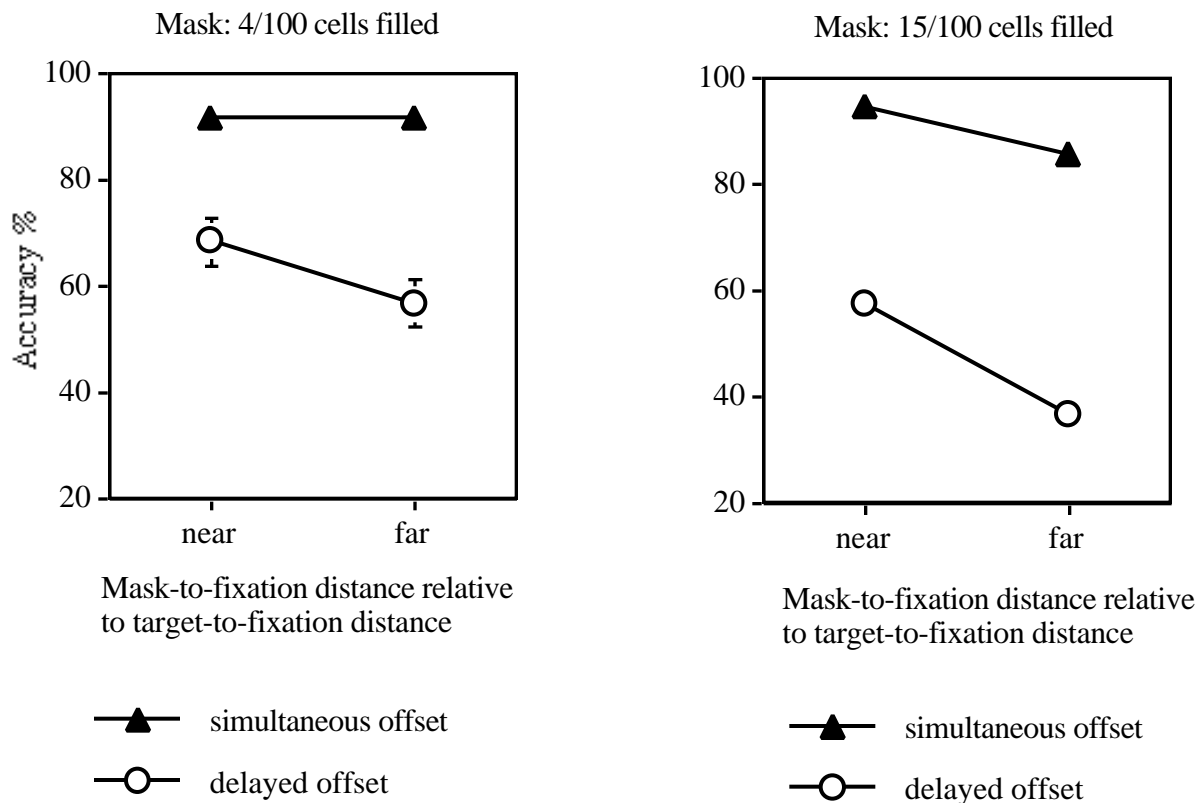 Mask: 4/100 cells filled
100
80
60
40
20
Accuracy %
near far
Mask-to-fixation distance relative
to target-to-fixation distance
simultaneous offset
delayed offset
Mask: 15/100 cells filled
100
80
60
40
20
near far
Mask-to-fixation distance relative
to target-to-fixation distance
simultaneous offset
delayed offset